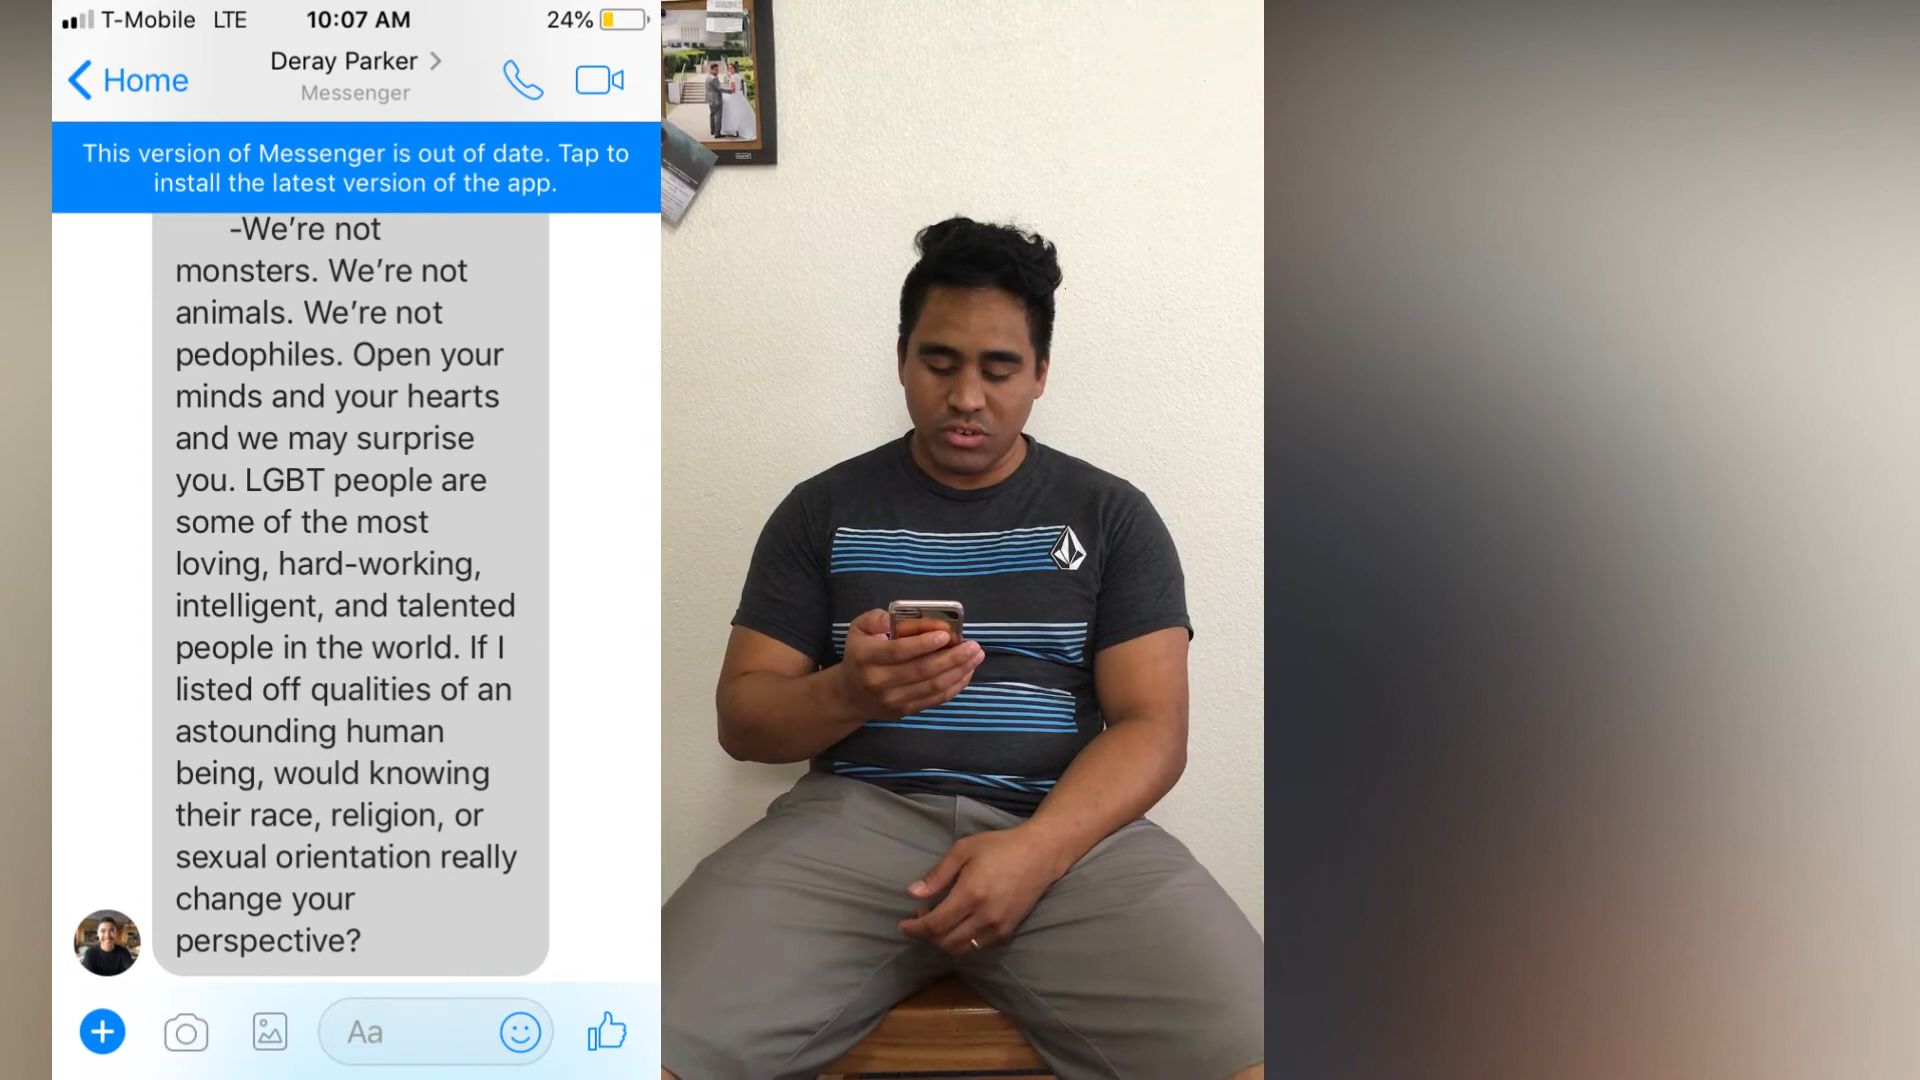 T-Mobile LTE 10:07 AM 24%
Home
Deray Parker
Messenger
This version of Messenger is out of date. Tap to
install the latest version of the app.
-We’re not
monsters. We’re not
animals. We’re not
pedophiles. Open your
minds and your hearts
and we may surprise
you. LGBT people are
some of the most
loving, hard-working,
intelligent, and talented
people in the world. If I
listed off qualities of an
astounding human
being, would knowing
their race, religion, or
sexual orientation really
change your
perspective?
Aa